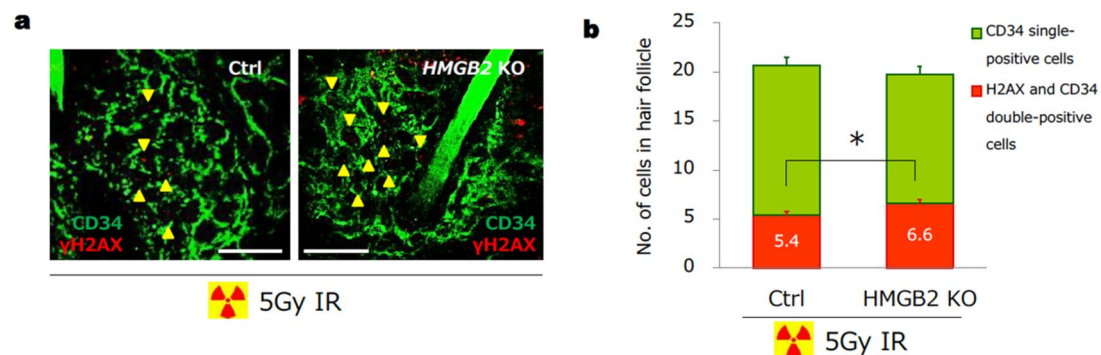 a
Ctrl
CD34
γH2AX
HMGB2 KO
CD34
γH2AX
5Gy IR
b
No. of cells in hair follicle
25
20
15
10
5
0
*
5.4
6.6
Ctrl
HMGB2 KO
5Gy IR
CD34 single-
positive cells
H2AX and CD34
double-positive
cells